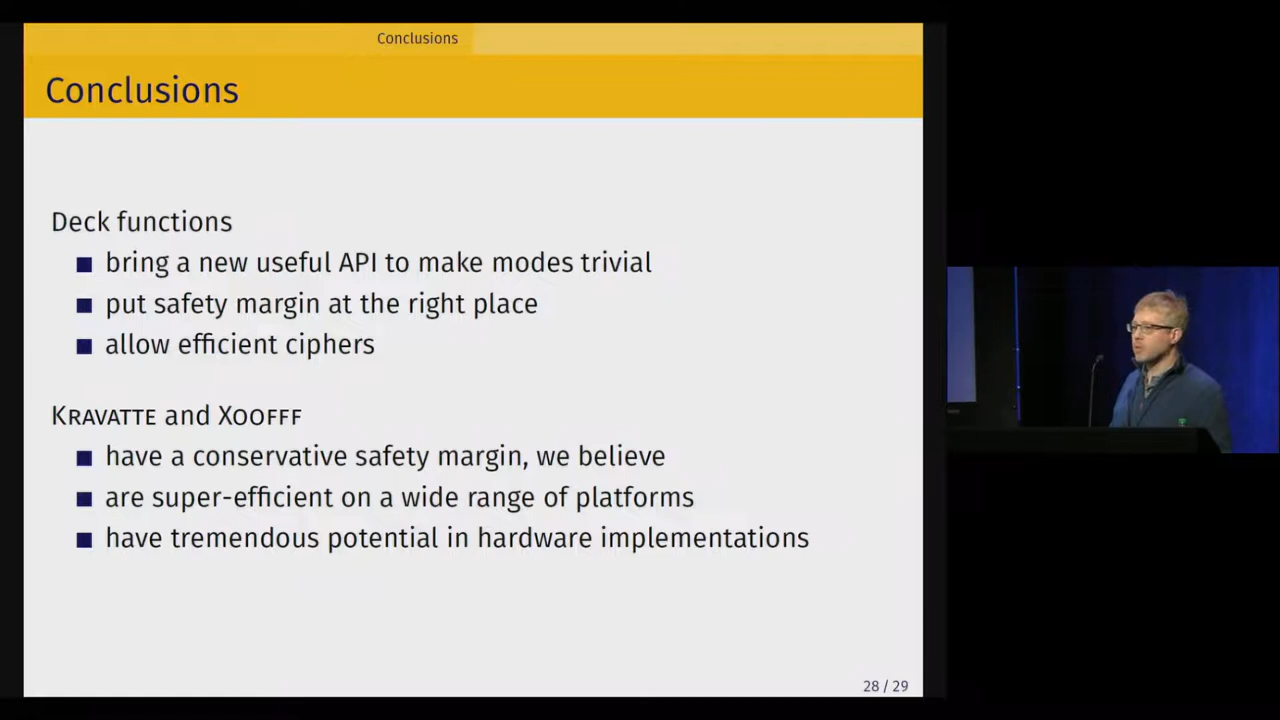 Conclusions
Conclusions
Deck functions
bring a new useful API to make modes trivial
put safety margin at the right place
allow efficient ciphers
KRAVATTE and XOOFFF
have a conservative safety margin, we believe
are super-efficient on a wide range of platforms
have tremendous potential in hardware implementations
28 / 29